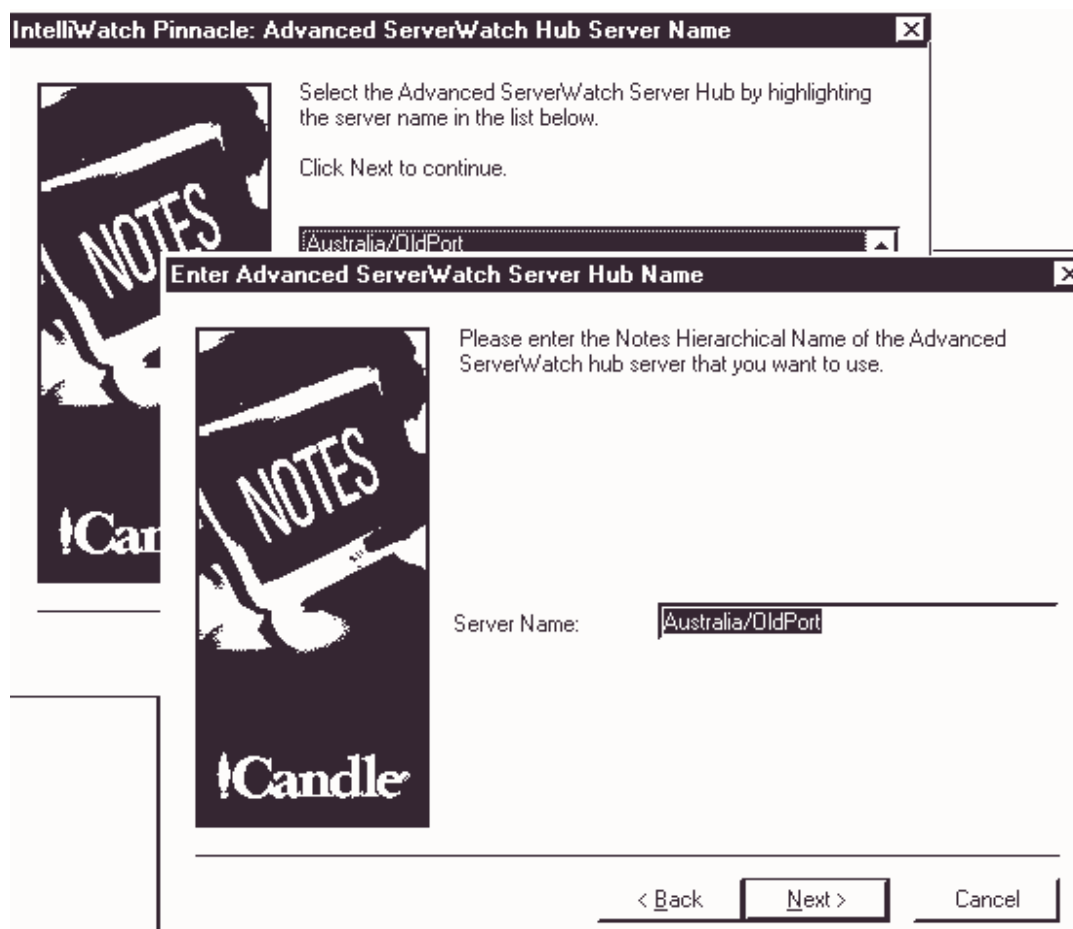 IntelliWatch Pinnacle: Advanced ServerWatch Hub Server Name
Select the Advanced ServerWatch Server Hub by highlighting
the server name in the list below.
Click Next to continue.
NOTES
Australia/OldPort
Enter Advanced ServerWatch Server Hub Name
Please enter the Notes Hierarchical Name of the Advanced
ServerWatch hub server that you want to use.
NOTES
Can
Server Name:
Australia/OldPort
Candle
< Back
Next >
Cancel